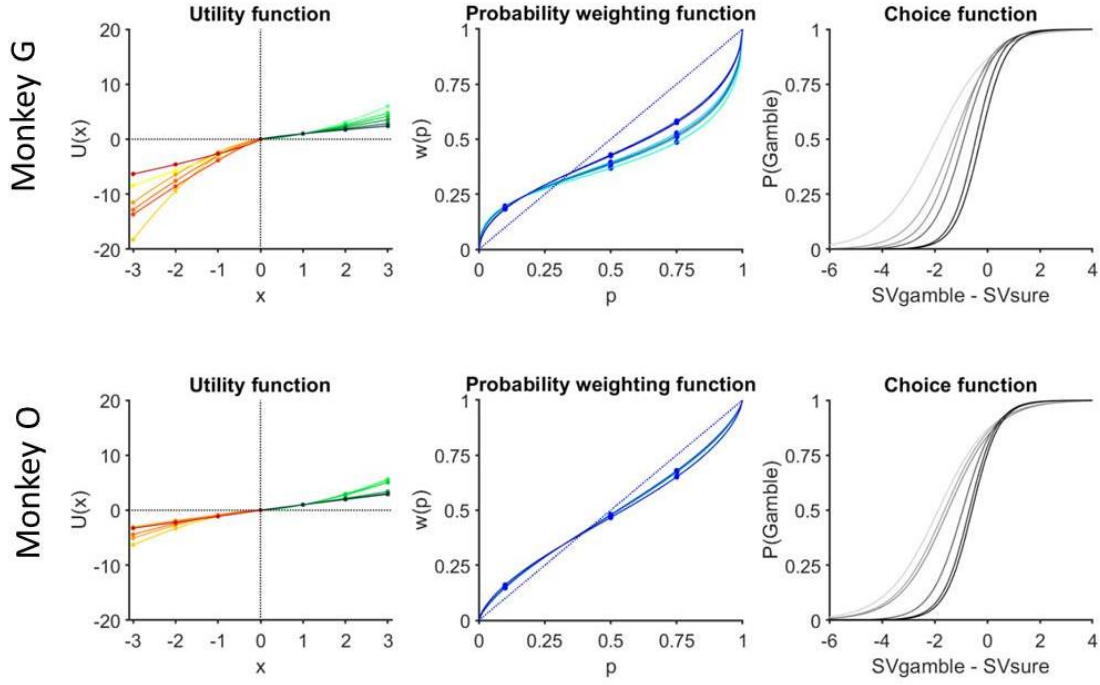 Monkey G
Utility function
20
10
0
-10
-20
U(x)
-3 -2 -1 0 1 2 3
x
Probability weighting function
1
0.75
0.5
0.25
0
w(p)
0 0.25 0.5 0.75 1
p
Choice function
1
0.75
0.5
0.25
0
P(Gamble)
-6 -4 -2 0 2 4
SVgamble - SVsure
Monkey O
Utility function
20
10
0
-10
-20
U(x)
-3 -2 -1 0 1 2 3
x
Probability weighting function
1
0.75
0.5
0.25
0
w(p)
0 0.25 0.5 0.75 1
p
Choice function
1
0.75
0.5
0.25
0
P(Gamble)
-6 -4 -2 0 2 4
SVgamble - SVsure